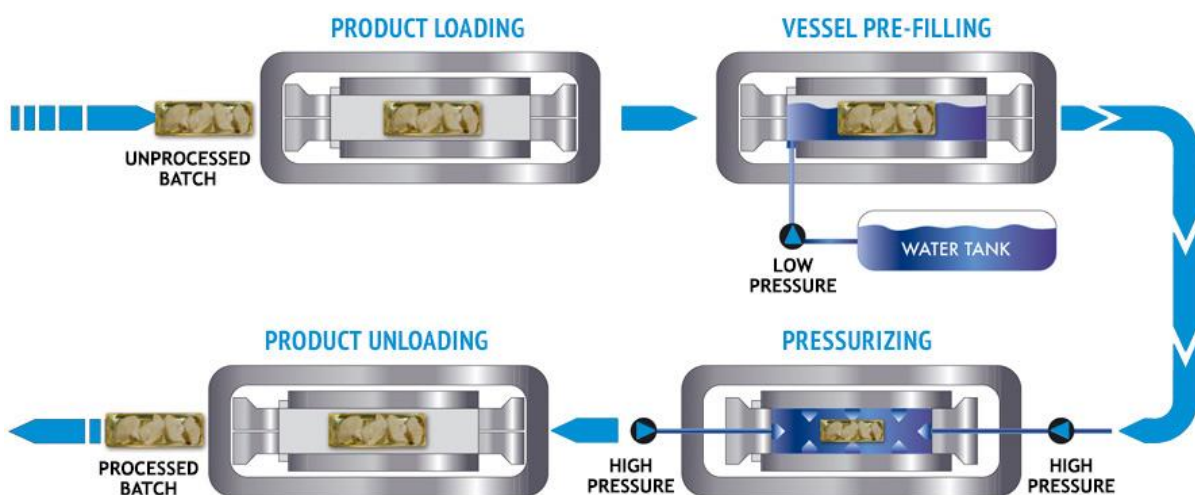 PRODUCT LOADING
VESSEL PRE-FILLING
UNPROCESSED
BATCH
WATER TANK
LOW
PRESSURE
PRODUCT UNLOADING
PRESSURIZING
PROCESSED
BATCH
HIGH
PRESSURE
HIGH
PRESSURE